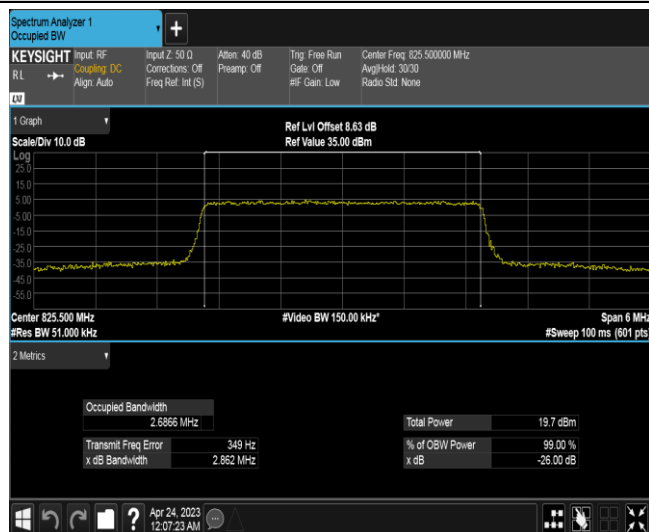 Spectrum Analyzer 1
Occupied BW
KEYSIGHT Input: RF Input Z: 50 Ω Atten: 40 dB Trig: Free Run Center Freq: 825.500000 MHz
RL Coupling: DC Corrections: Off Preamp: Off Gate: Off Avg|Hold: 30/30
Align: Auto Freq Ref: Int (S) #IF Gain: Low Radio Std: None
LXI
1 Graph Ref Lvl Offset 8.63 dB
Scale/Div 10.0 dB Ref Value 35.00 dBm
Log
25.0
15.0
5.00
-5.00
-15.0
-25.0
-35.0
-45.0
-55.0
Center 825.500 MHz #Video BW 150.00 kHz* Span 6 MHz
#Res BW 51.000 kHz #Sweep 100 ms (601 pts)
2 Metrics
Occupied Bandwidth
2.6866 MHz Total Power 19.7 dBm
Transmit Freq Error 349 Hz % of OBW Power 99.00 %
x dB Bandwidth 2.862 MHz x dB -26.00 dB
? Apr 24, 2023
12:07:23 AM